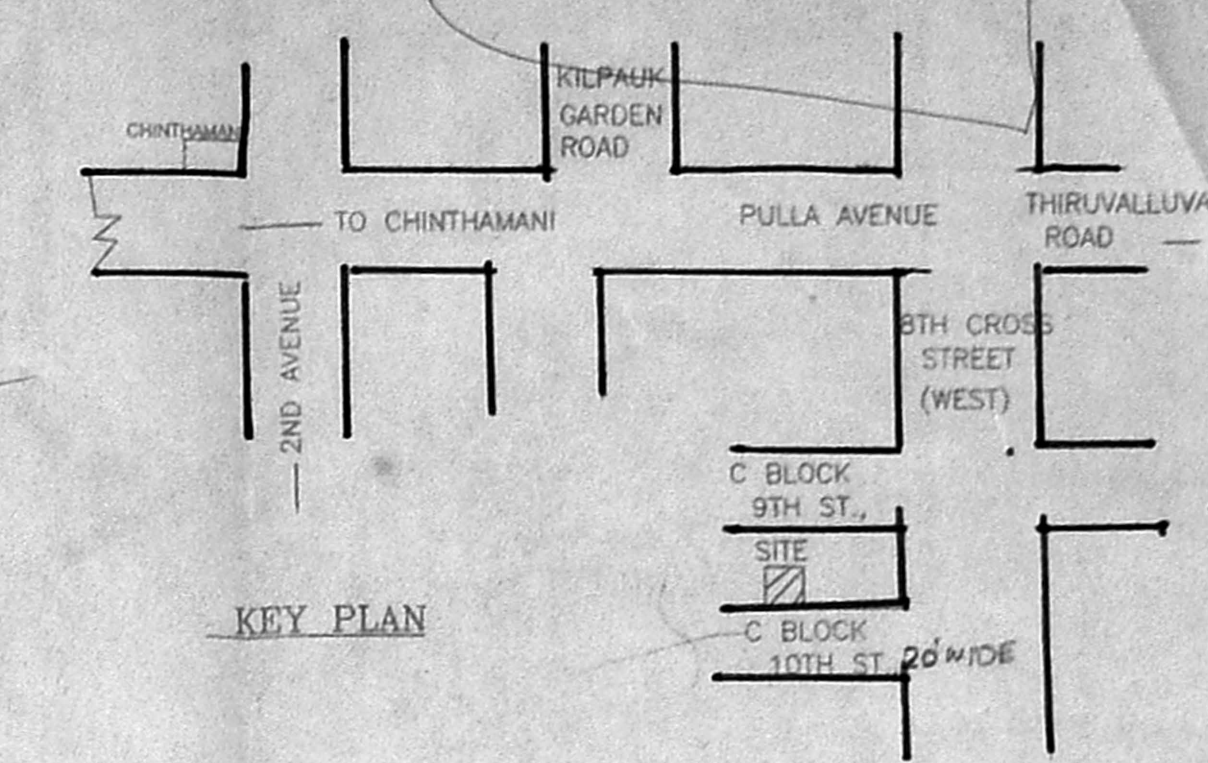 KILPAUK
GARDEN
ROAD
CHINTHAMANI
TO CHINTHAMANI
PULLA AVENUE
THIRUVALLUVA
ROAD
2ND AVENUE
8TH CROSS
STREET
(WEST)
C BLOCK
9TH ST.,
SITE
KEY PLAN
C BLOCK
10TH ST., 20' WIDE